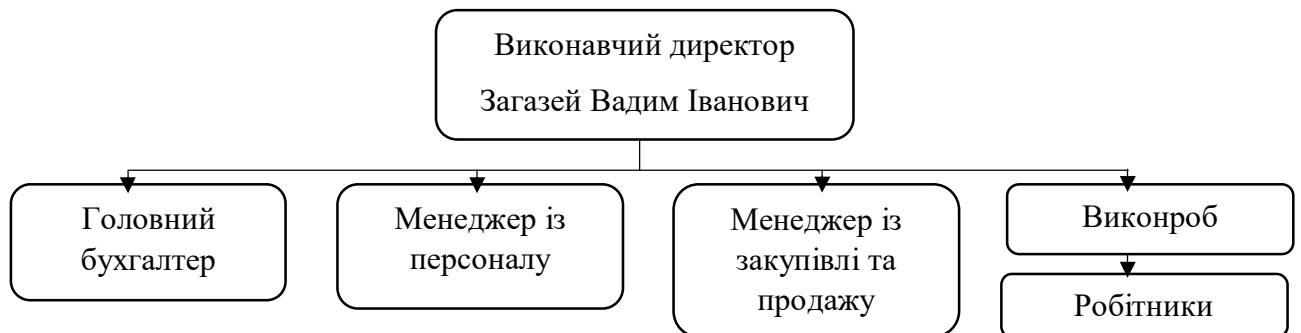 Виконавчий директор
Загазей Вадим Іванович
Головний
бухгалтер
Менеджер із
персоналу
Менеджер із
закупівлі та
продажу
Виконроб
Робітники